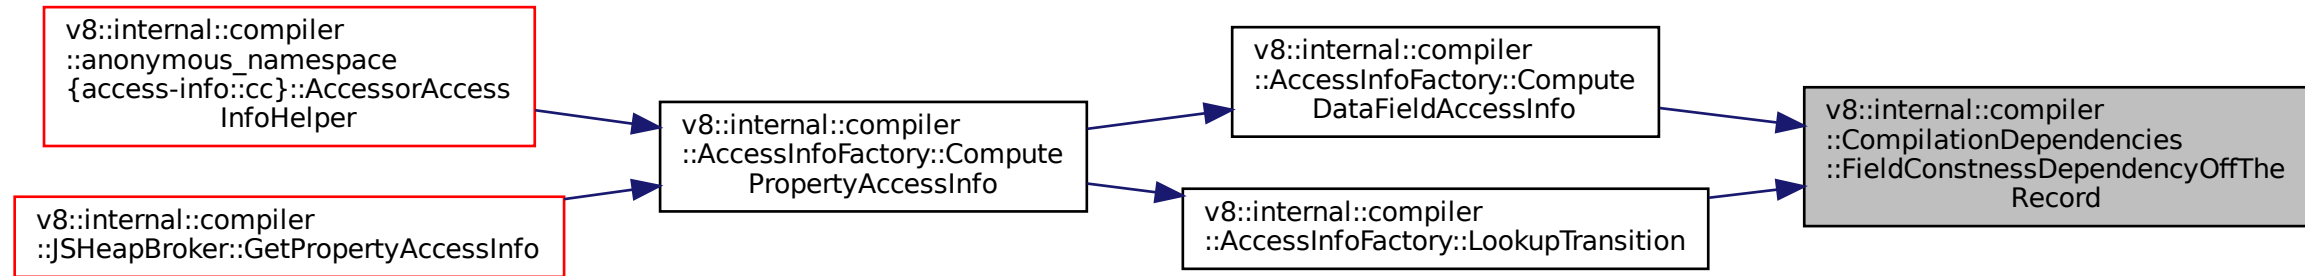 v8::internal::compiler
::anonymous_namespace
{access-info::cc}::AccessorAccess
InfoHelper
v8::internal::compiler
::JSHeapBroker::GetPropertyAccessInfo
v8::internal::compiler
::AccessInfoFactory::Compute
PropertyAccessInfo
v8::internal::compiler
::AccessInfoFactory::Compute
DataFieldAccessInfo
v8::internal::compiler
::AccessInfoFactory::LookupTransition
v8::internal::compiler
::CompilationDependencies
::FieldConstnessDependencyOffThe
Record